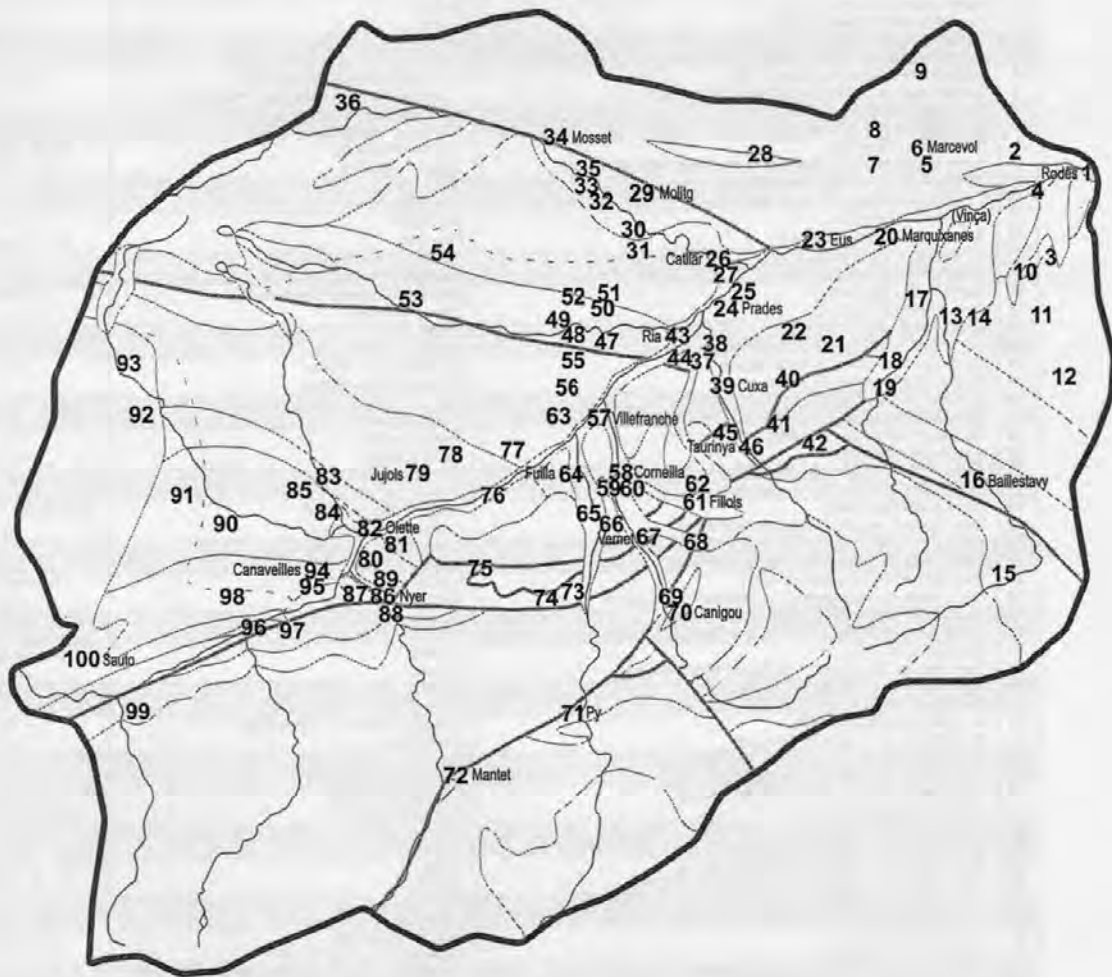 9
36
8
34 Mosset
6 Marcevol
2
28
35
7
5
Rodès 1
33
29 Molitg
4
32
(Vinça)
30
23 Eus
20 Marquixanes
31
54
Catllar 26
3
27
10
51
25
53
52
50
24 Prades
17
49
13
14
11
48
47
Ria 43
38
22
21
93
55
44
37
18
12
56
39 Cuxa
40
19
92
63
57 Villefranche
45
41
Taurinya 46
42
78
77
Jujols 79
83
Fuilla 64
58 Corneilla
62
16 Baillestavy
91
85
59
60
76
61 Fillols
84
65
90
82 Olette
66
81
Vernet 67
68
80
Canaveilles 94
89
75
15
95
98
87
86 Nyer
74
73
69
88
70 Canigou
96
97
100 Sauto
99
71 Py
72 Mantet